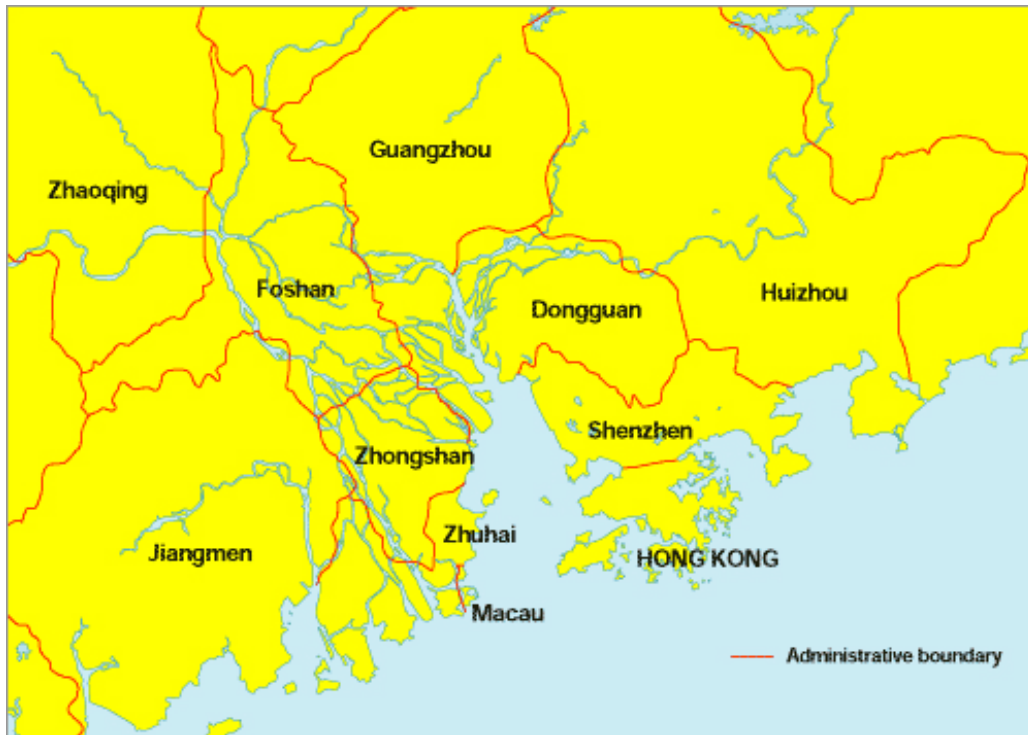 Guangzhou
Zhaoqing
Foshan
Dongguan
Huizhou
Shenzhen
Zhongshan
Zhuhai
Jiangmen
HONG KONG
Macau
Administrative boundary